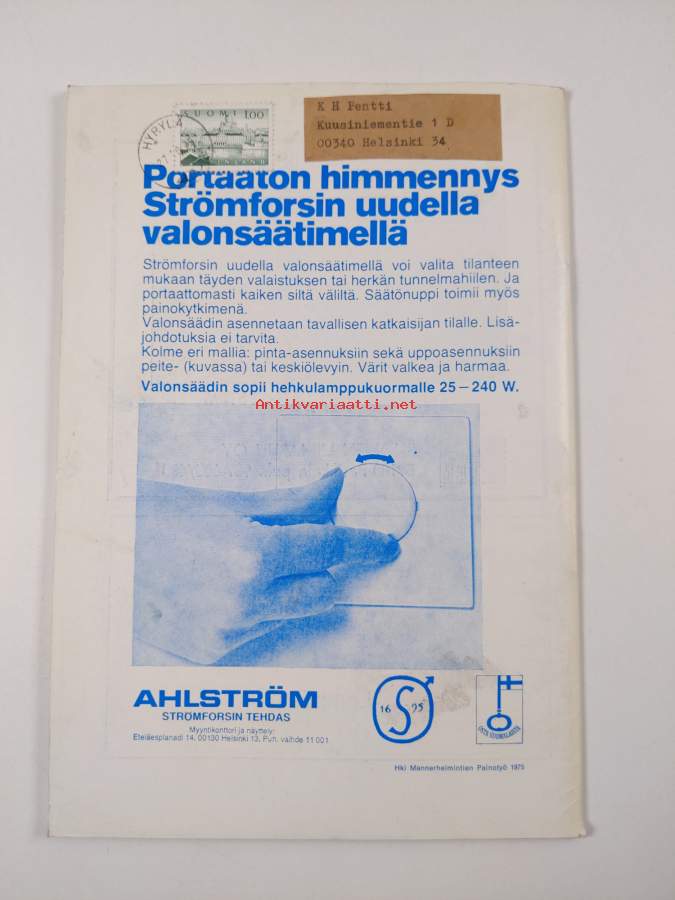 SUOMI 1,00
FINLAND
HYRYLÄ
K H Pentti
Kuusiniementie 1 D
00340 Helsinki 34
Portaaton himmennys
Strömforsin uudella
valonsäätimellä
Strömforsin uudella valonsäätimellä voi valita tilanteen
mukaan täyden valaistuksen tai herkän tunnelmahiilen. Ja
portaattomasti kaiken siltä väliltä. Säätönuppi toimii myös
painokytkimenä.
Valonsäädin asennetaan tavallisen katkaisijan tilalle. Lisä-
johdotuksia ei tarvita.
Kolme eri mallia: pinta-asennuksiin sekä uppoasennuksiin
peite- (kuvassa) tai keskiölevyin. Värit valkea ja harmaa.
Valonsäädin sopii hehkulamppukuormalle 25–240 W.
Antikvariaatti.net
AHLSTRÖM
STRÖMFORSIN TEHDAS
Myyntikonttori ja näyttely:
Eteläesplanadi 14, 00130 Helsinki 13, Puh. vaihde 11 001
16 S 95
OSTA SUOMALAISTA
Hki Mannerheimintien Painotyö 1975